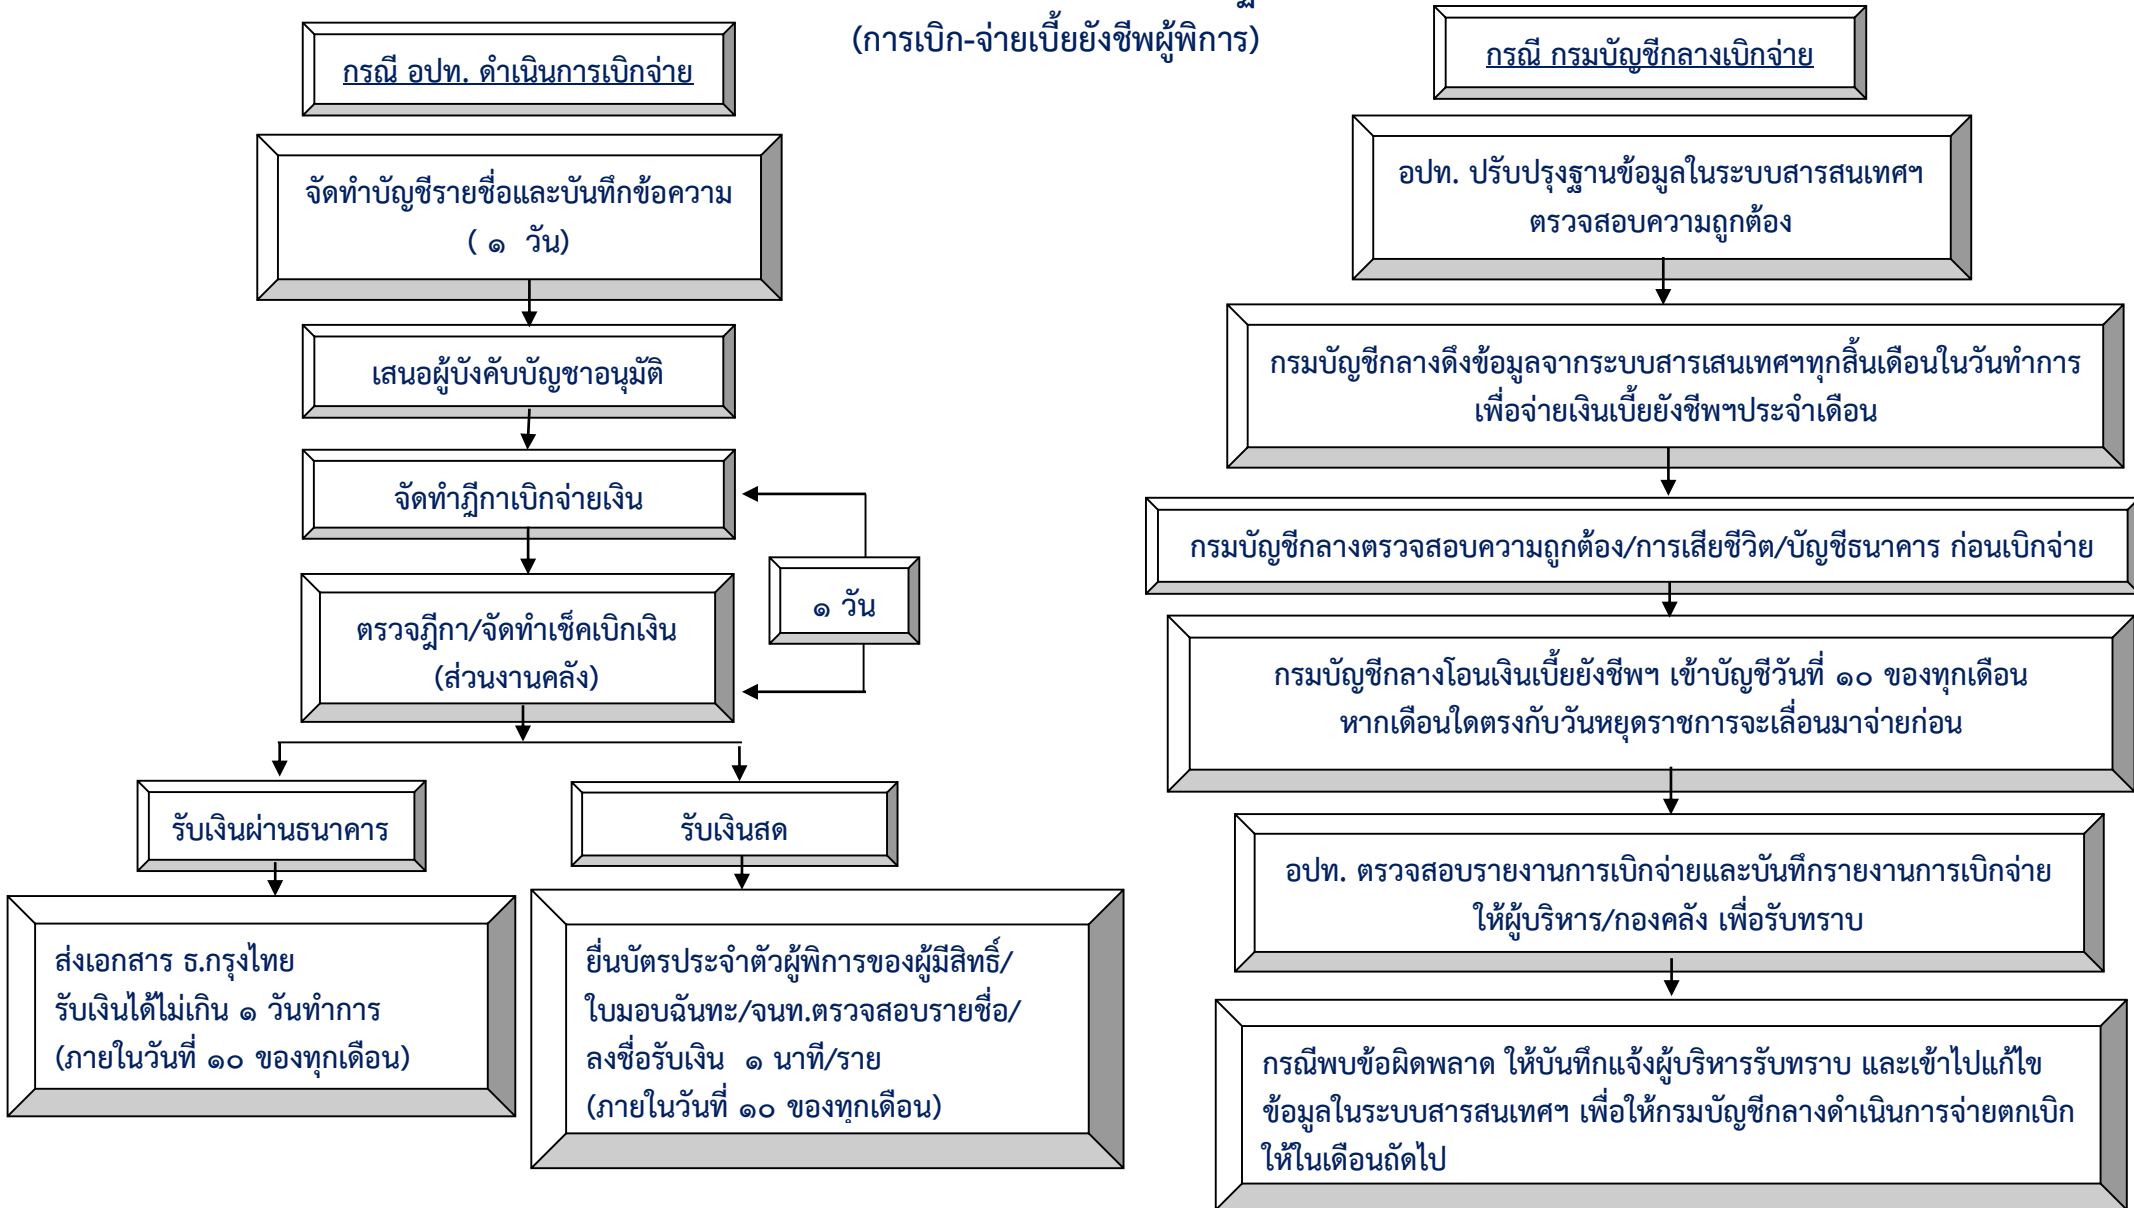 (การเบิก-จ่ายเบี้ยยังชีพผู้พิการ)
กรณี อปท. ดำเนินการเบิกจ่าย
จัดทำบัญชีรายชื่อและบันทึกข้อความ
( ๑ วัน)
เสนอผู้บังคับบัญชาอนุมัติ
จัดทำฎีกาเบิกจ่ายเงิน
๑ วัน
ตรวจฎีกา/จัดทำเช็คเบิกเงิน
(ส่วนงานคลัง)
รับเงินผ่านธนาคาร
รับเงินสด
ส่งเอกสาร ธ.กรุงไทย
รับเงินได้ไม่เกิน ๑ วันทำการ
(ภายในวันที่ ๑๐ ของทุกเดือน)
ยื่นบัตรประจำตัวผู้พิการของผู้มีสิทธิ์/
ใบมอบฉันทะ/จนท.ตรวจสอบรายชื่อ/
ลงชื่อรับเงิน ๑ นาที/ราย
(ภายในวันที่ ๑๐ ของทุกเดือน)
กรณี กรมบัญชีกลางเบิกจ่าย
อปท. ปรับปรุงฐานข้อมูลในระบบสารสนเทศฯ
ตรวจสอบความถูกต้อง
กรมบัญชีกลางดึงข้อมูลจากระบบสารเสนเทศฯทุกสิ้นเดือนในวันทำการ
เพื่อจ่ายเงินเบี้ยยังชีพฯประจำเดือน
กรมบัญชีกลางตรวจสอบความถูกต้อง/การเสียชีวิต/บัญชีธนาคาร ก่อนเบิกจ่าย
กรมบัญชีกลางโอนเงินเบี้ยยังชีพฯ เข้าบัญชีวันที่ ๑๐ ของทุกเดือน
หากเดือนใดตรงกับวันหยุดราชการจะเลื่อนมาจ่ายก่อน
อปท. ตรวจสอบรายงานการเบิกจ่ายและบันทึกรายงานการเบิกจ่าย
ให้ผู้บริหาร/กองคลัง เพื่อรับทราบ
กรณีพบข้อผิดพลาด ให้บันทึกแจ้งผู้บริหารรับทราบ และเข้าไปแก้ไข
ข้อมูลในระบบสารสนเทศฯ เพื่อให้กรมบัญชีกลางดำเนินการจ่ายตกเบิก
ให้ในเดือนถัดไป